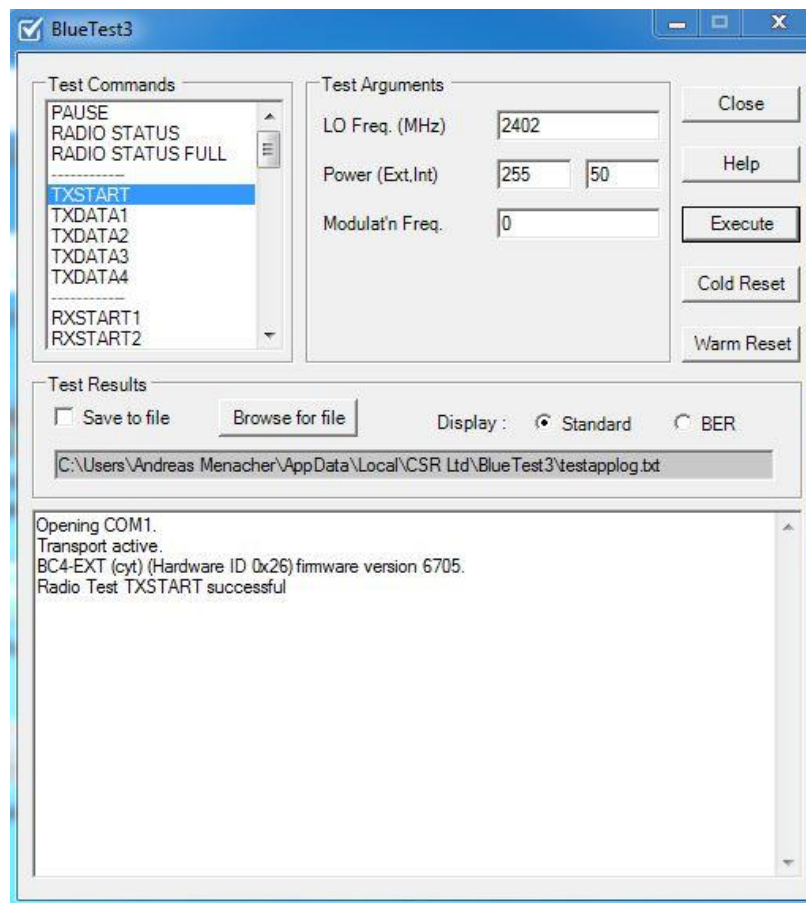 BlueTest3
Test Commands
PAUSE
RADIO STATUS
RADIO STATUS FULL
------------
TXSTART
TXDATA1
TXDATA2
TXDATA3
TXDATA4
------------
RXSTART1
RXSTART2
Test Arguments
LO Freq. (MHz) 2402
Power (Ext,Int) 255 50
Modulat'n Freq. 0
Close
Help
Execute
Cold Reset
Warm Reset
Test Results
Save to file Browse for file Display : Standard BER
C:\Users\Andreas Menacher\AppData\Local\CSR Ltd\BlueTest3\testapplog.txt
Opening COM1.
Transport active.
BC4-EXT (cyt) (Hardware ID 0x26) firmware version 6705.
Radio Test TXSTART successful